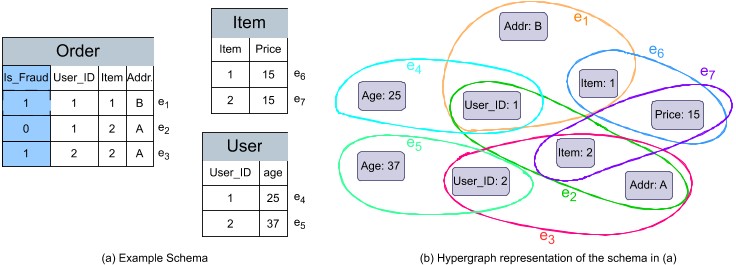 Order
Is_Fraud User_ID Item Addr.
1 1 1 B e1
0 1 2 A e2
1 2 2 A e3
Item
Item Price
1 15 e6
2 15 e7
User
User_ID age
1 25 e4
2 37 e5
(a) Example Schema
Addr: B
e1
e4
e6
e7
Age: 25
User_ID: 1
Item: 1
Price: 15
e5
Age: 37
User_ID: 2
Item: 2
Addr: A
e2
e3
(b) Hypergraph representation of the schema in (a)